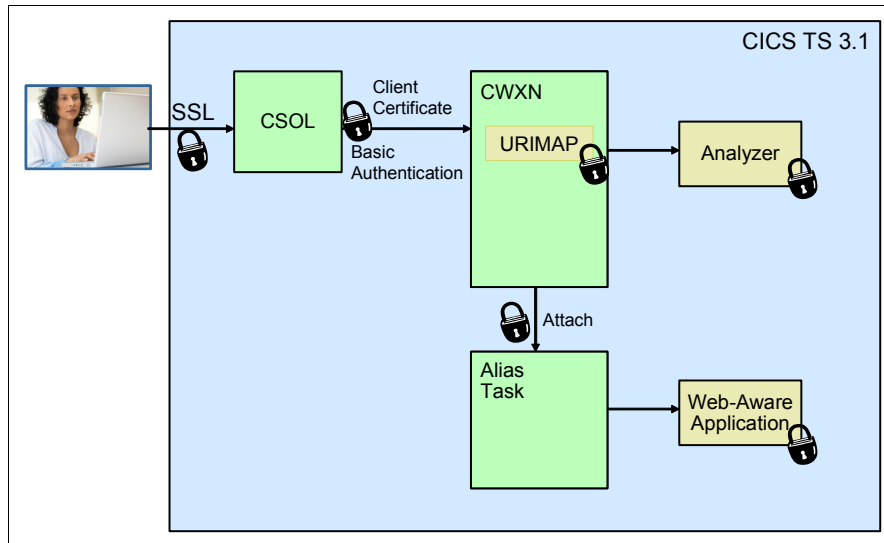 CICS TS 3.1
SSL
CSOL
Client
Certificate
Basic
Authentication
CWXN
URIMAP
Analyzer
Attach
Alias
Task
Web-Aware
Application